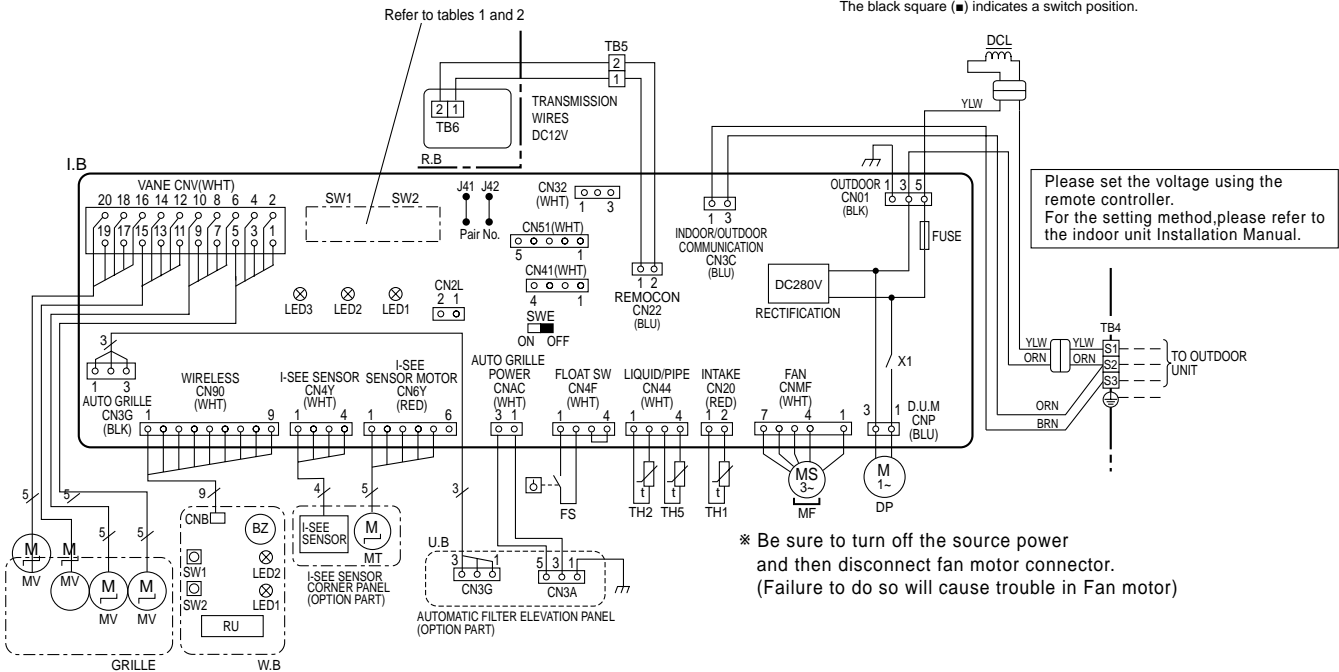 The black square (■) indicates a switch position.
Refer to tables 1 and 2
DCL
YLW
TB5
2
1
TRANSMISSION
WIRES
DC12V
2 1
TB6
R.B
I.B
VANE CNV(WHT)
20 18 16 14 12 10 8 6 4 2
19 17 15 13 11 9 7 5 3 1
SW1 SW2
J41 J42
Pair No.
CN32
(WHT)
1 3
CN51(WHT)
5 1
CN41(WHT)
4 1
SWE
ON OFF
1 3
INDOOR/OUTDOOR
COMMUNICATION
CN3C
(BLU)
1 2
REMOCON
CN22
(BLU)
OUTDOOR 1 3 5
CN01
(BLK)
FUSE
DC280V
RECTIFICATION
X1
Please set the voltage using the
remote controller.
For the setting method,please refer to
the indoor unit Installation Manual.
LED3 LED2 LED1
CN2L
2 1
3
1 3
AUTO GRILLE
CN3G
(BLK)
WIRELESS
CN90
(WHT)
1 9
I-SEE SENSOR
CN4Y
(WHT)
1 4
I-SEE
SENSOR MOTOR
CN6Y
(RED)
1 6
AUTO GRILLE
POWER
CNAC
(WHT)
3 1
FLOAT SW
CN4F
(WHT)
1 4
LIQUID/PIPE
CN44
(WHT)
1 4
INTAKE
CN20
(RED)
1 2
FAN
CNMF
(WHT)
7 4 1
3 1
D.U.M
CNP
(BLU)
TB4
YLW YLW S1
ORN ORN S2
S3
TO OUTDOOR
UNIT
ORN
BRN
5 5 5 5
9
4
5
3
M M M M
MV MV MV MV
GRILLE
CNB
BZ
SW1
SW2
LED2
LED1
RU
W.B
I-SEE
SENSOR
M
MT
I-SEE SENSOR
CORNER PANEL
(OPTION PART)
U.B
3 1
CN3G
5 3 1
CN3A
AUTOMATIC FILTER ELEVATION PANEL
(OPTION PART)
FS
t t t
TH2 TH5 TH1
MS
3~
MF
M
1~
DP
※ Be sure to turn off the source power
and then disconnect fan motor connector.
(Failure to do so will cause trouble in Fan motor)